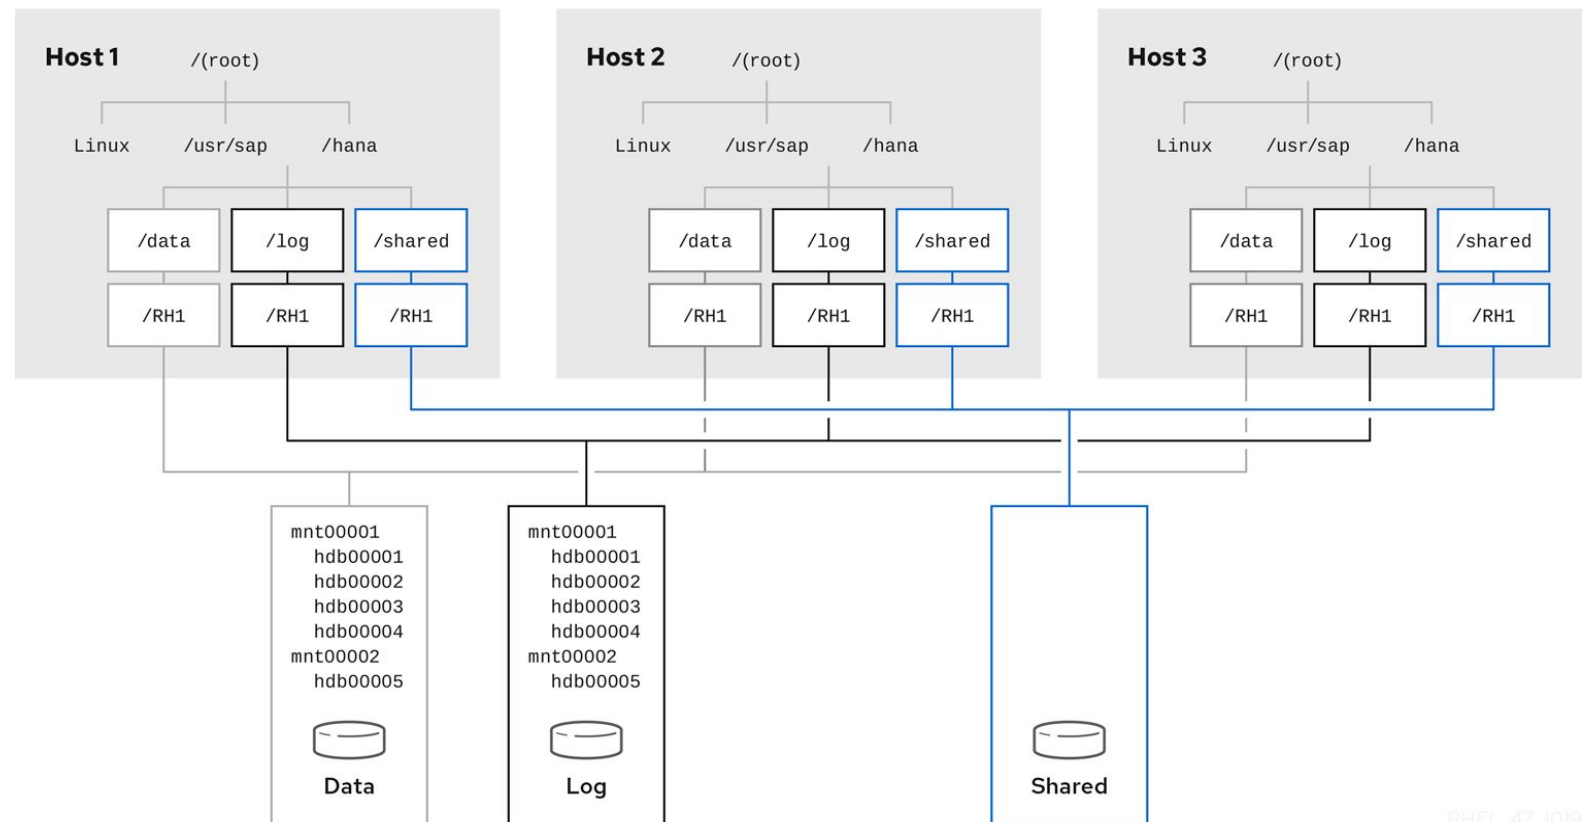 Host 1 /(root)
Linux /usr/sap /hana
/data /log /shared
/RH1 /RH1 /RH1
Host 2 /(root)
Linux /usr/sap /hana
/data /log /shared
/RH1 /RH1 /RH1
Host 3 /(root)
Linux /usr/sap /hana
/data /log /shared
/RH1 /RH1 /RH1
mnt00001
hdb00001
hdb00002
hdb00003
hdb00004
mnt00002
hdb00005
Data
mnt00001
hdb00001
hdb00002
hdb00003
hdb00004
mnt00002
hdb00005
Log
Shared
RHEL_47_1019